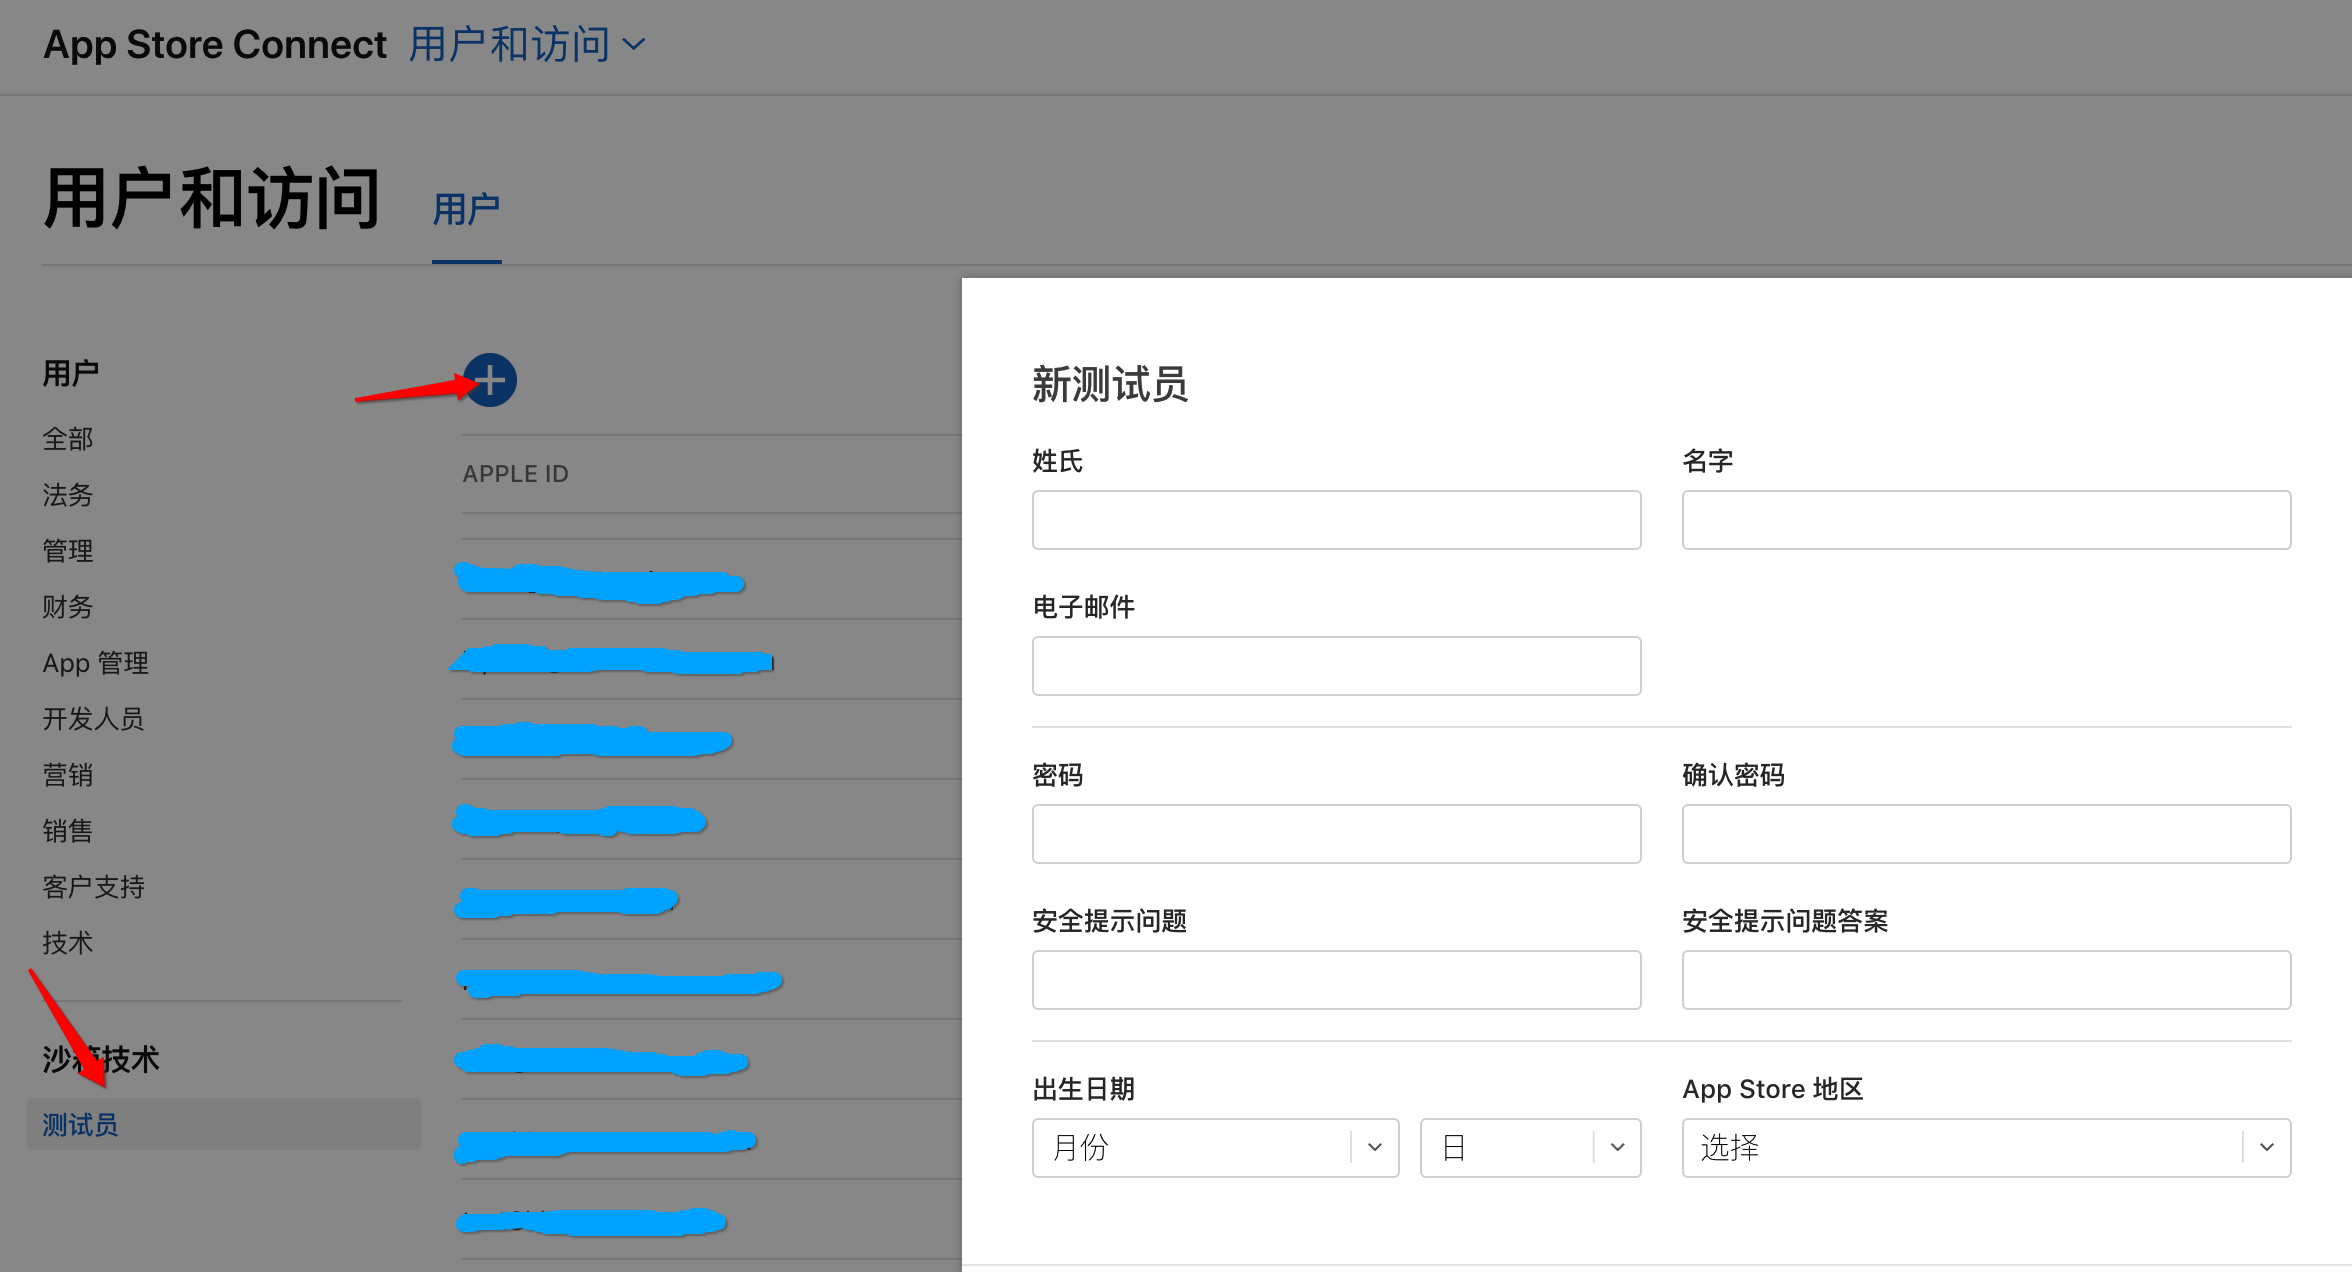 App Store Connect 用户和访问
用户和访问 用户
用户
全部
法务
管理
财务
App 管理
开发人员
营销
销售
客户支持
技术
沙箱技术
测试员
APPLE ID
新测试员
姓氏 名字
电子邮件
密码 确认密码
安全提示问题 安全提示问题答案
出生日期 App Store 地区
月份 日 选择